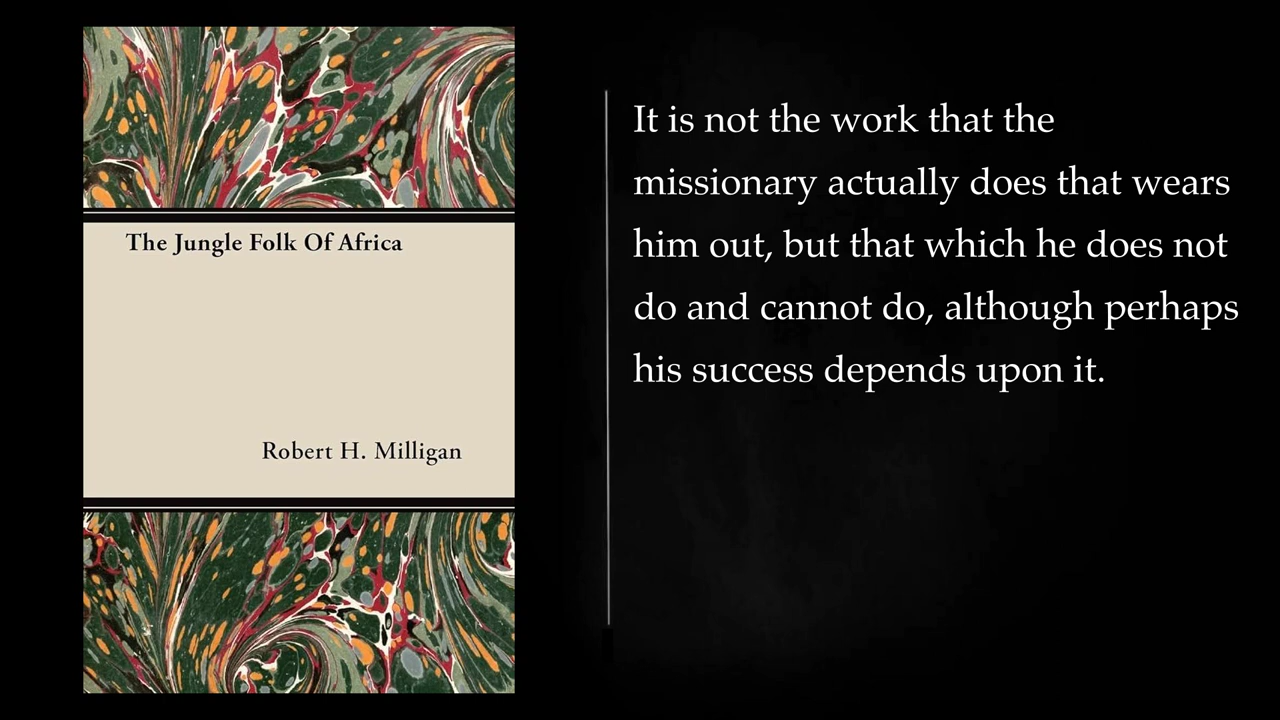 The Jungle Folk Of Africa
Robert H. Milligan
It is not the work that the
missionary actually does that wears
him out, but that which he does not
do and cannot do, although perhaps
his success depends upon it.